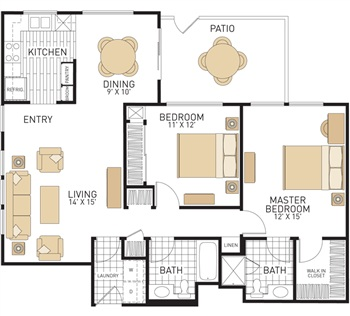 PATIO
KITCHEN
DINING
9' X 10'
REFRIG.
PANTRY
ENTRY
BEDROOM
11' X 12'
LIVING
14' X 15'
MASTER
BEDROOM
12' X 15'
LINEN
LAUNDRY
W
D
BATH
BATH
WALK IN
CLOSET